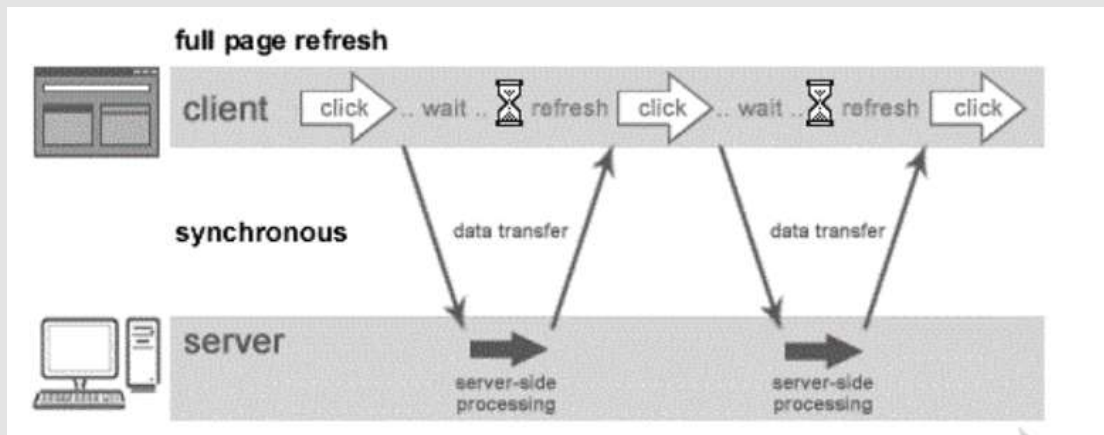 full page refresh
client click .. wait .. refresh click .. wait .. refresh click
synchronous data transfer data transfer
server
server-side processing
server-side processing